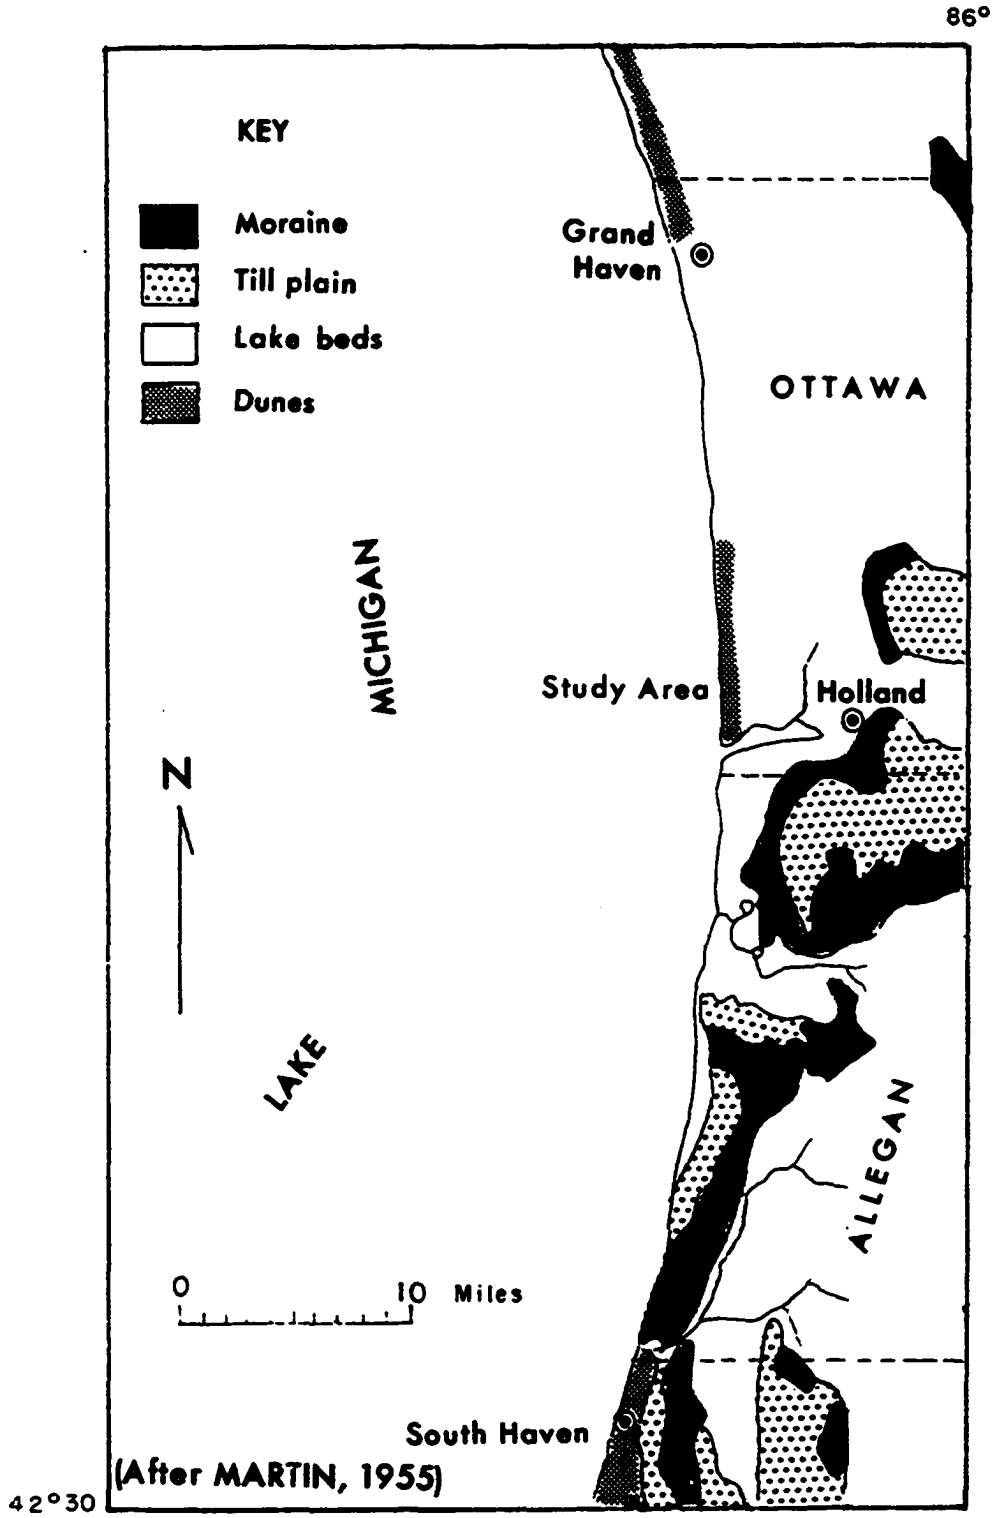 86°
KEY
Moraine
Till plain
Lake beds
Dunes
Grand
Haven
OTTAWA
MICHIGAN
Study Area
Holland
N
LAKE
ALLEGAN
0 10 Miles
South Haven
(After MARTIN, 1955)
42°30